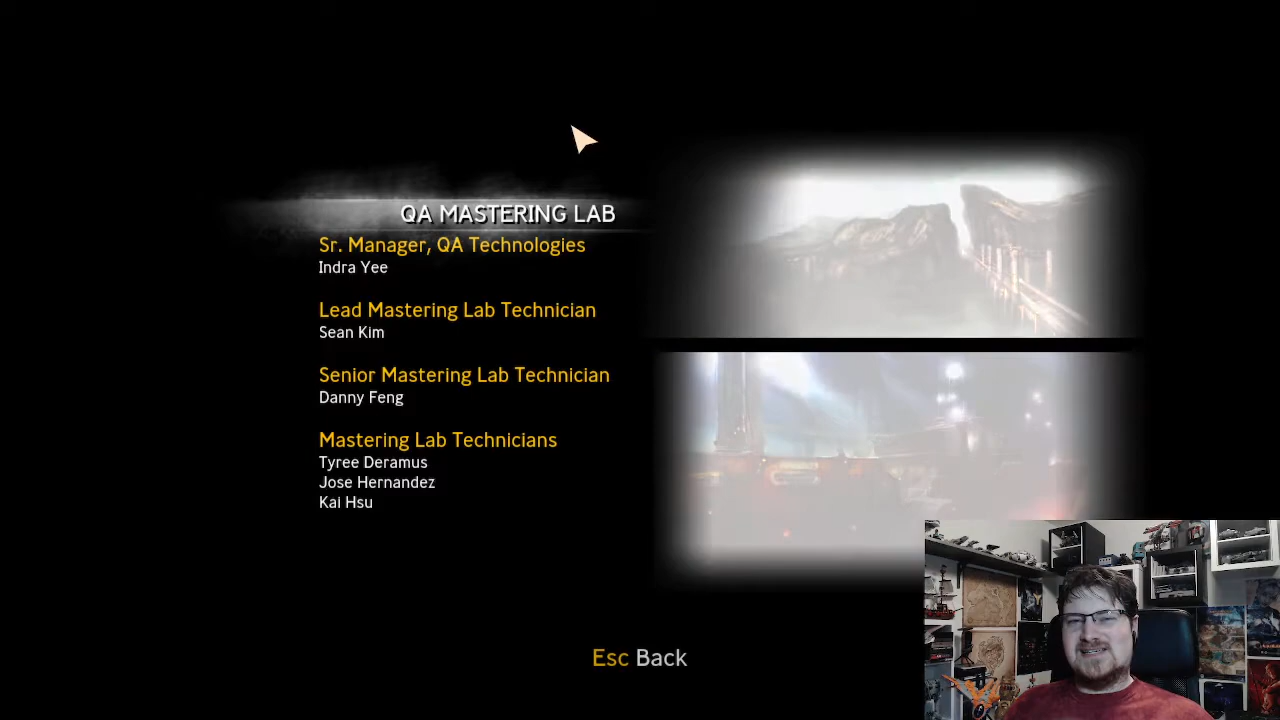 QA MASTERING LAB
Sr. Manager, QA Technologies
Indra Yee
Lead Mastering Lab Technician
Sean Kim
Senior Mastering Lab Technician
Danny Feng
Mastering Lab Technicians
Tyree Deramus
Jose Hernandez
Kai Hsu
Esc Back